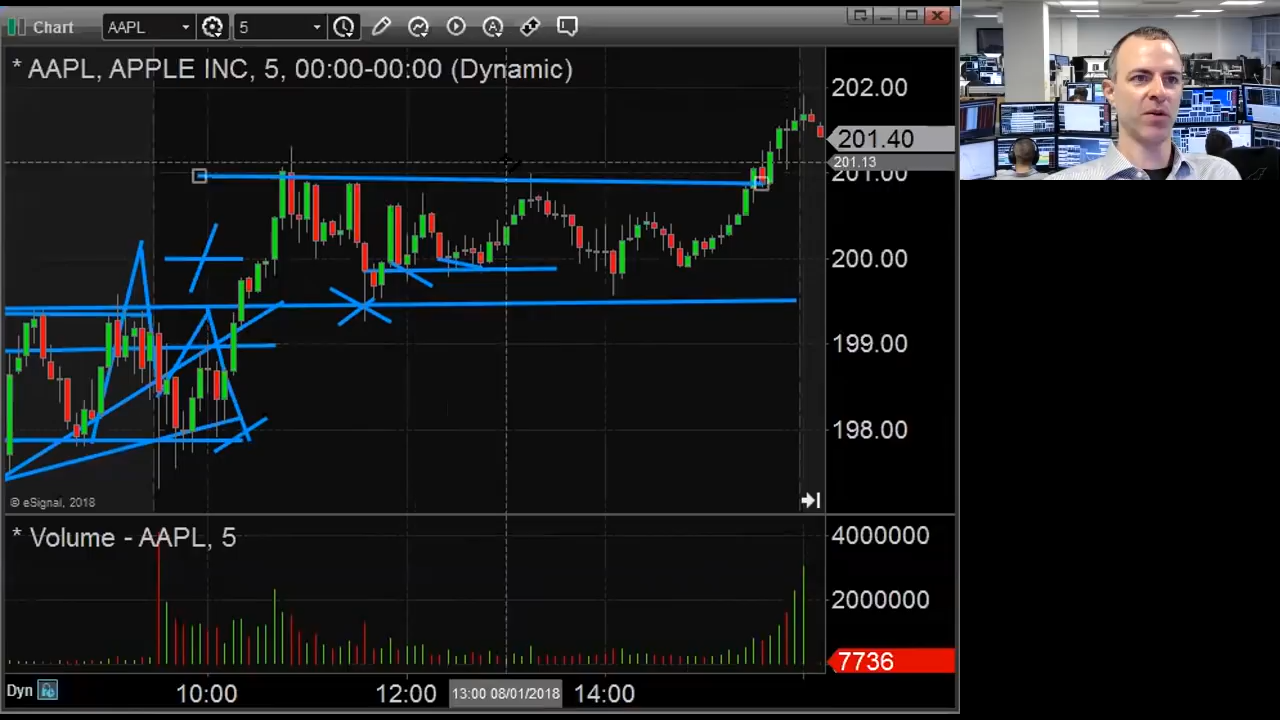 Chart AAPL 5
* AAPL, APPLE INC, 5, 00:00-00:00 (Dynamic)
202.00
201.40
201.13
201.00
200.00
199.00
198.00
© eSignal, 2018
* Volume - AAPL, 5
4000000
2000000
7736
Dyn 10:00 12:00 13:00 08/01/2018 14:00